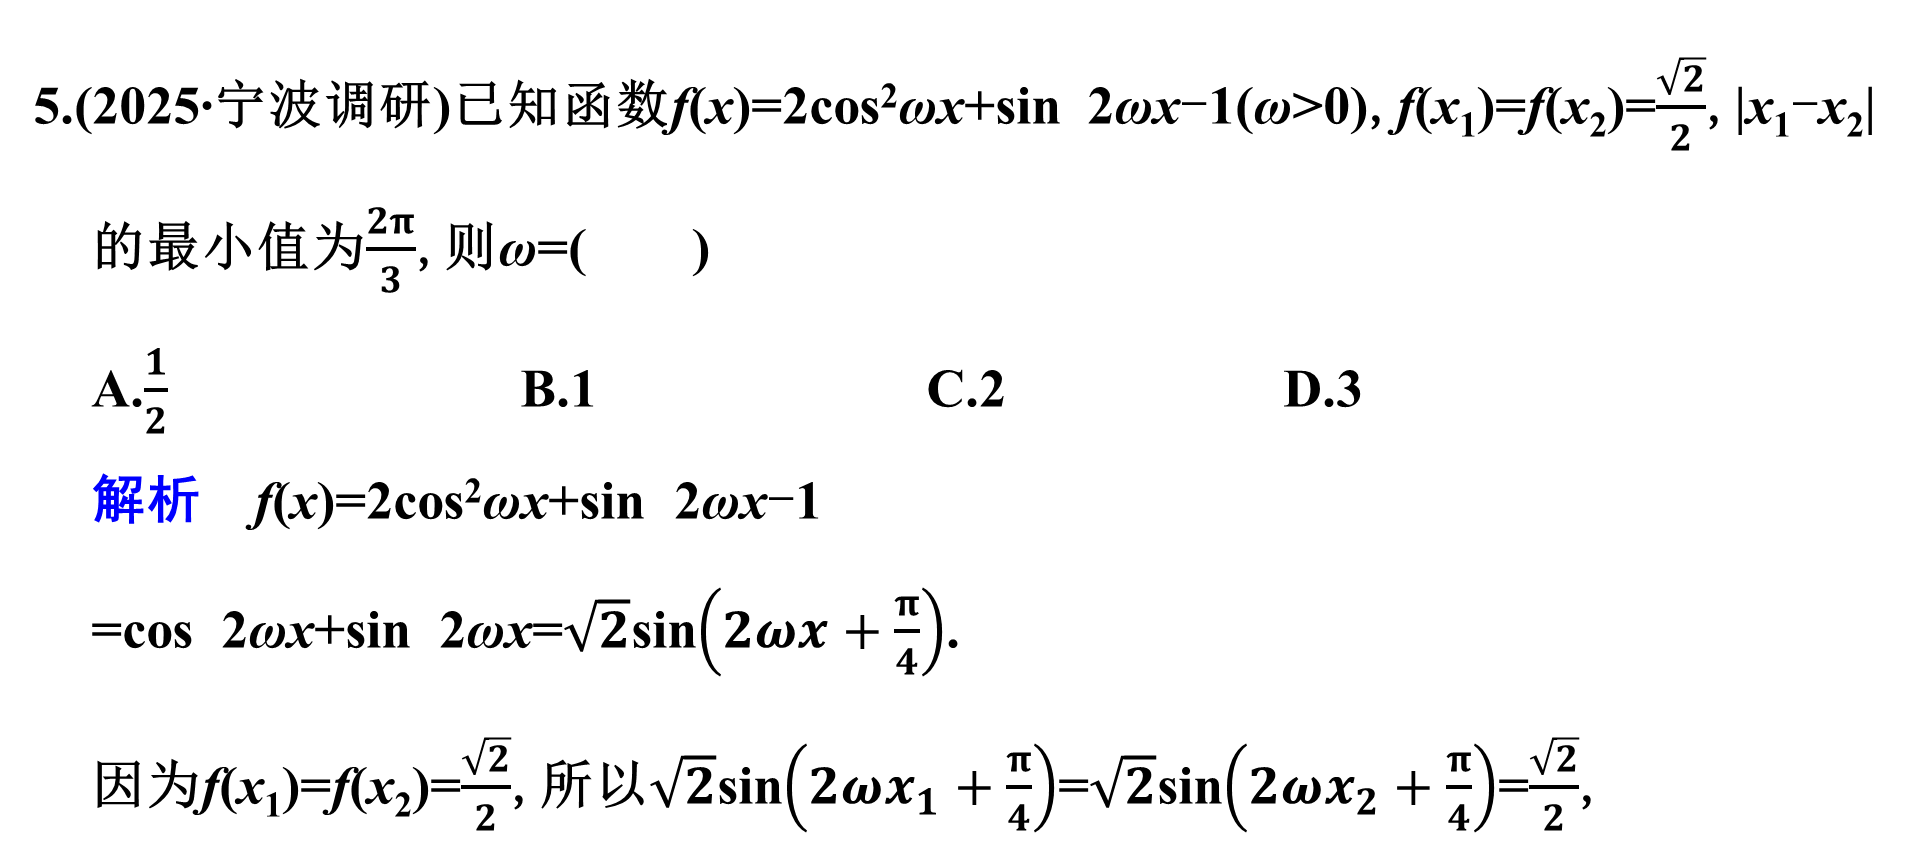 5.(2025·宁波调研)已知函数f(x)=2cos²ωx+sin 2ωx−1(ω>0), f(x₁)=f(x₂)=√2/2, |x₁−x₂|
的最小值为2π/3, 则ω=(  )
A.1/2 B.1 C.2 D.3
解析 f(x)=2cos²ωx+sin 2ωx−1
=cos 2ωx+sin 2ωx=√2sin(2ωx + π/4).
因为f(x₁)=f(x₂)=√2/2, 所以√2sin(2ωx₁ + π/4)=√2sin(2ωx₂ + π/4)=√2/2,